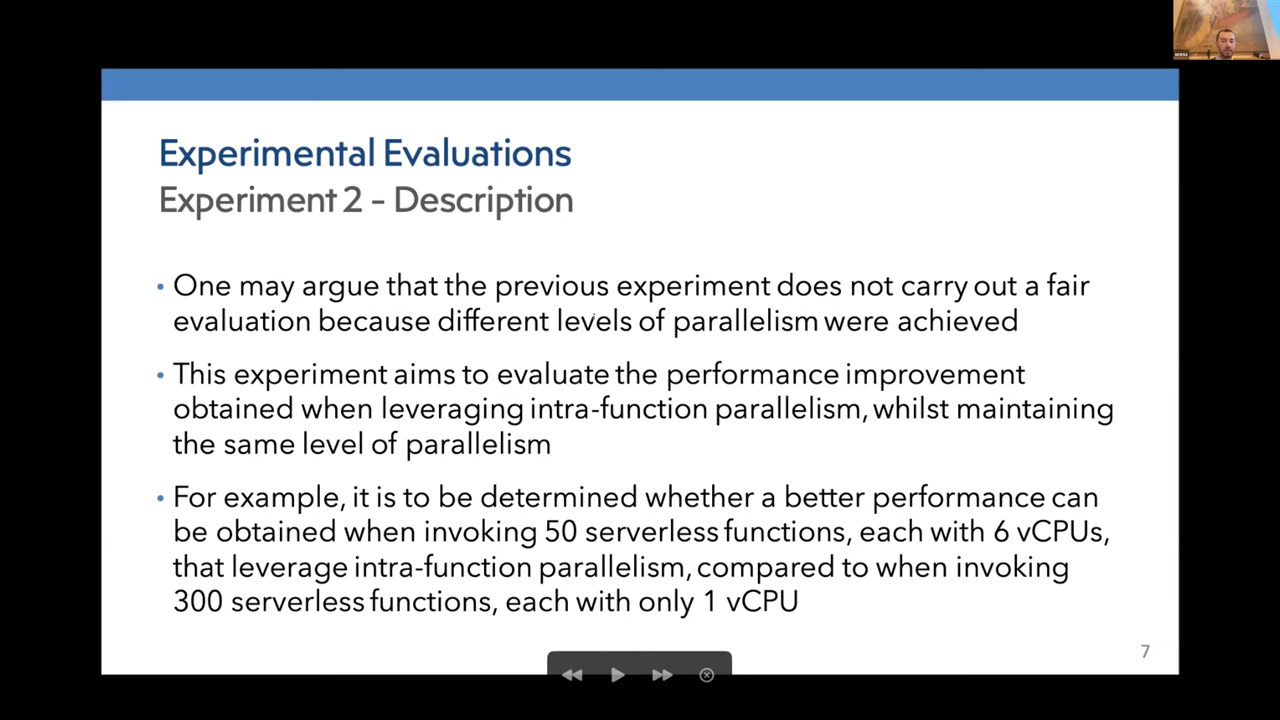 Experimental Evaluations
Experiment 2 - Description
• One may argue that the previous experiment does not carry out a fair
evaluation because different levels of parallelism were achieved
• This experiment aims to evaluate the performance improvement
obtained when leveraging intra-function parallelism, whilst maintaining
the same level of parallelism
• For example, it is to be determined whether a better performance can
be obtained when invoking 50 serverless functions, each with 6 vCPUs,
that leverage intra-function parallelism, compared to when invoking
300 serverless functions, each with only 1 vCPU
7